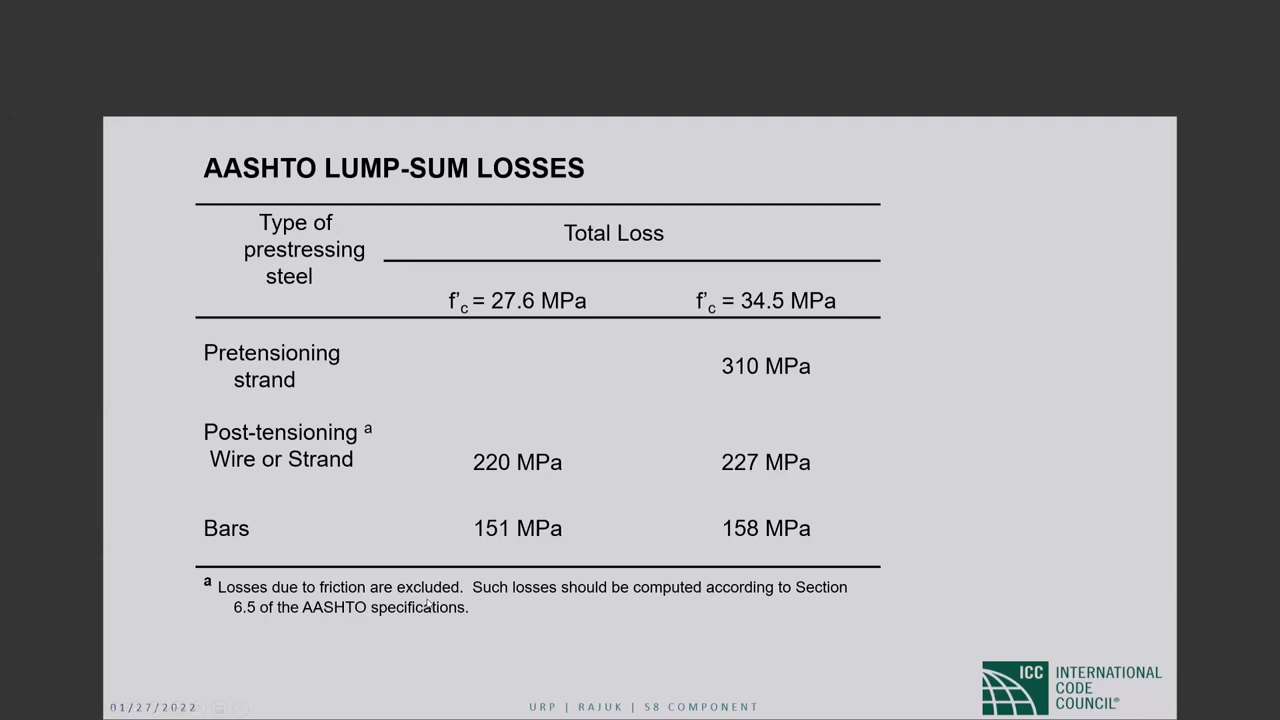 AASHTO LUMP-SUM LOSSES
Type of
prestressing
steel
Total Loss
f'c = 27.6 MPa
f'c = 34.5 MPa
Pretensioning
strand
310 MPa
Post-tensioning a
Wire or Strand
220 MPa
227 MPa
Bars
151 MPa
158 MPa
a Losses due to friction are excluded. Such losses should be computed according to Section
6.5 of the AASHTO specifications.
01/27/2022
URP | RAJUK | S8 COMPONENT
ICC
INTERNATIONAL
CODE
COUNCIL®